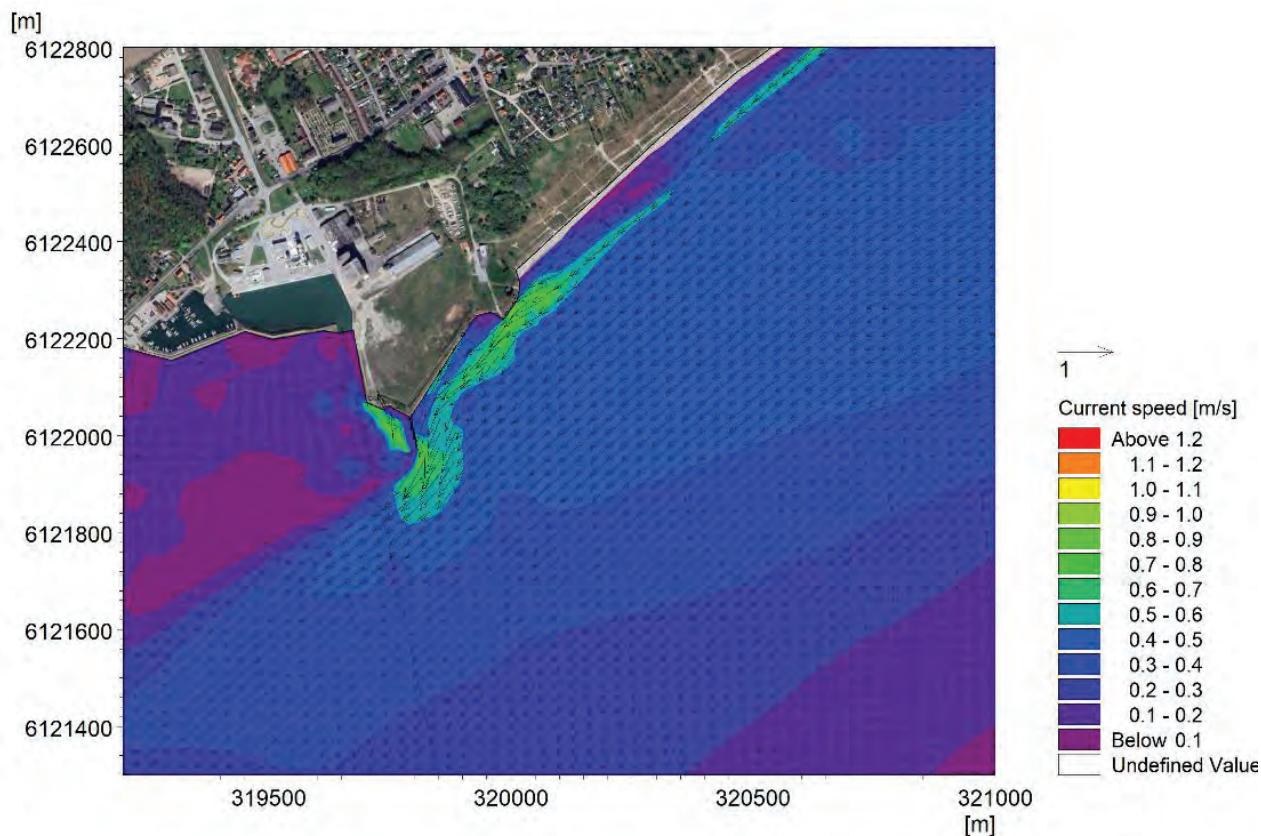 [m]
6122800
6122600
6122400
6122200
6122000
6121800
6121600
6121400
319500
320000
320500
321000
[m]
1
Current speed [m/s]
Above 1.2
1.1 - 1.2
1.0 - 1.1
0.9 - 1.0
0.8 - 0.9
0.7 - 0.8
0.6 - 0.7
0.5 - 0.6
0.4 - 0.5
0.3 - 0.4
0.2 - 0.3
0.1 - 0.2
Below 0.1
Undefined Value